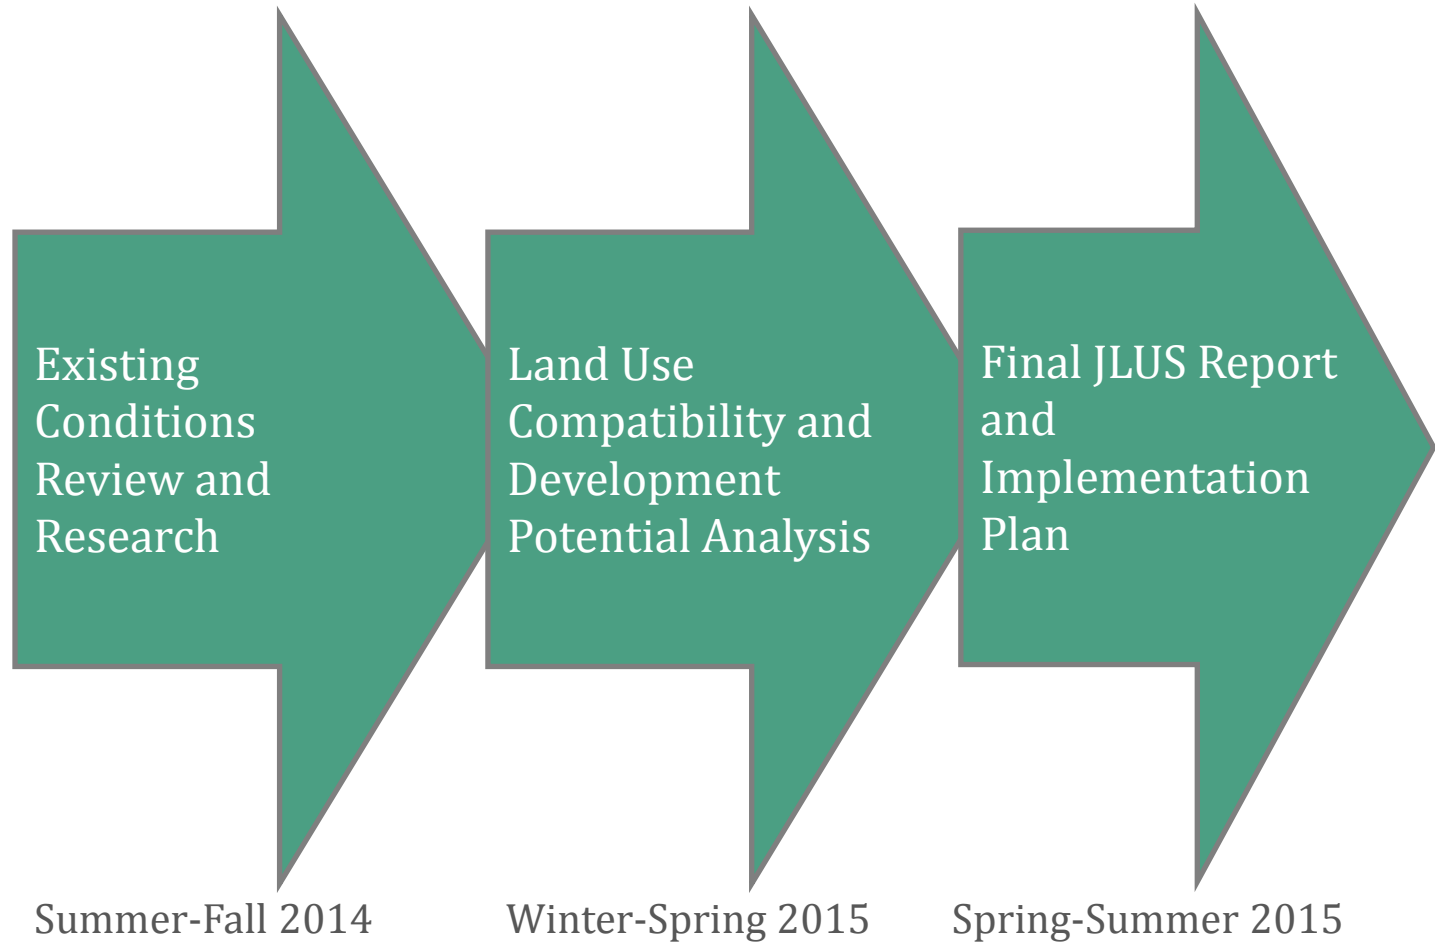 Existing
Conditions
Review and
Research
Land Use
Compatibility and
Development
Potential Analysis
Final JLUS Report
and
Implementation
Plan
Summer-Fall 2014
Winter-Spring 2015
Spring-Summer 2015